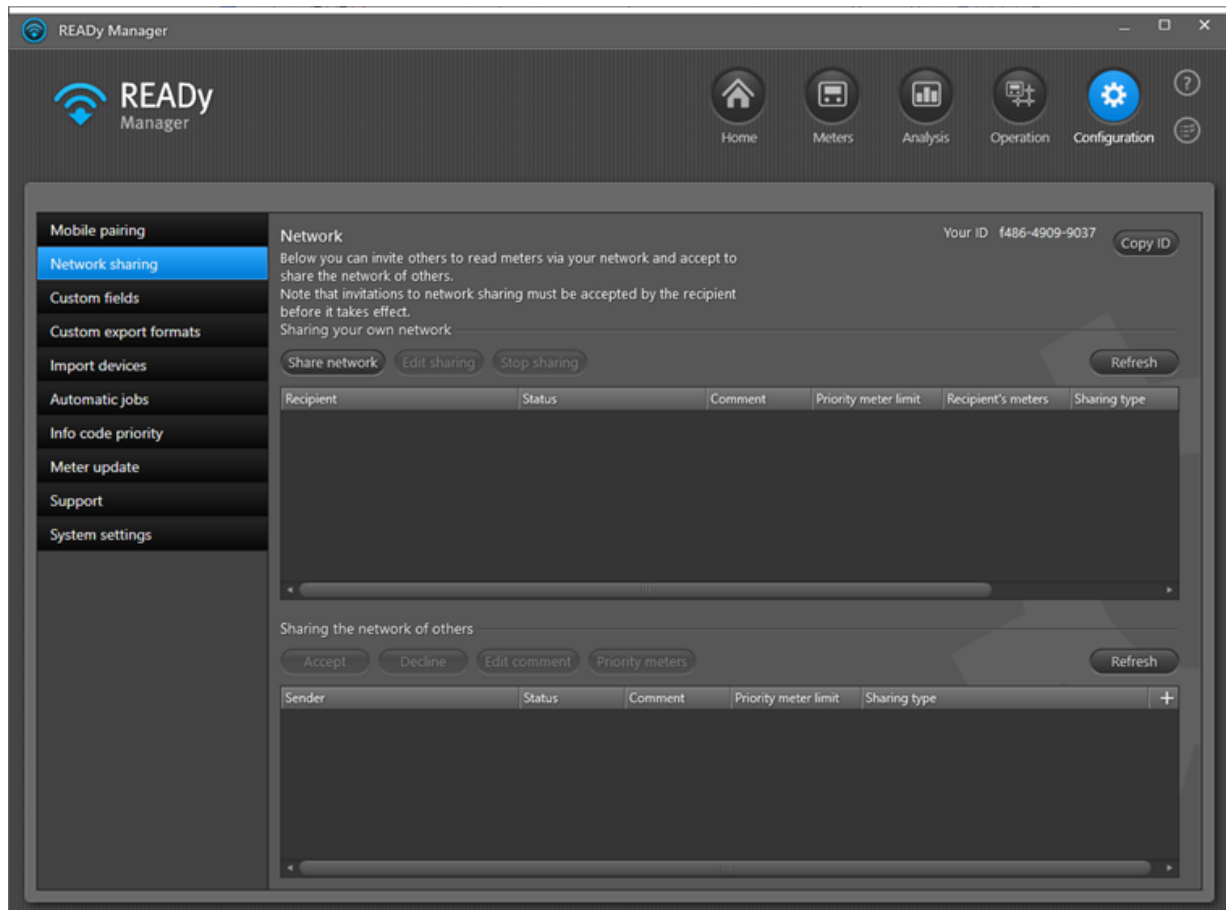 READy Manager
READy
Manager
Home Meters Analysis Operation Configuration
Mobile pairing
Network sharing
Custom fields
Custom export formats
Import devices
Automatic jobs
Info code priority
Meter update
Support
System settings
Network
Your ID f486-4909-9037 Copy ID
Below you can invite others to read meters via your network and accept to
share the network of others.
Note that invitations to network sharing must be accepted by the recipient
before it takes effect.
Sharing your own network
Share network Edit sharing Stop sharing Refresh
Recipient Status Comment Priority meter limit Recipient's meters Sharing type
Sharing the network of others
Accept Decline Edit comment Priority meters Refresh
Sender Status Comment Priority meter limit Sharing type +